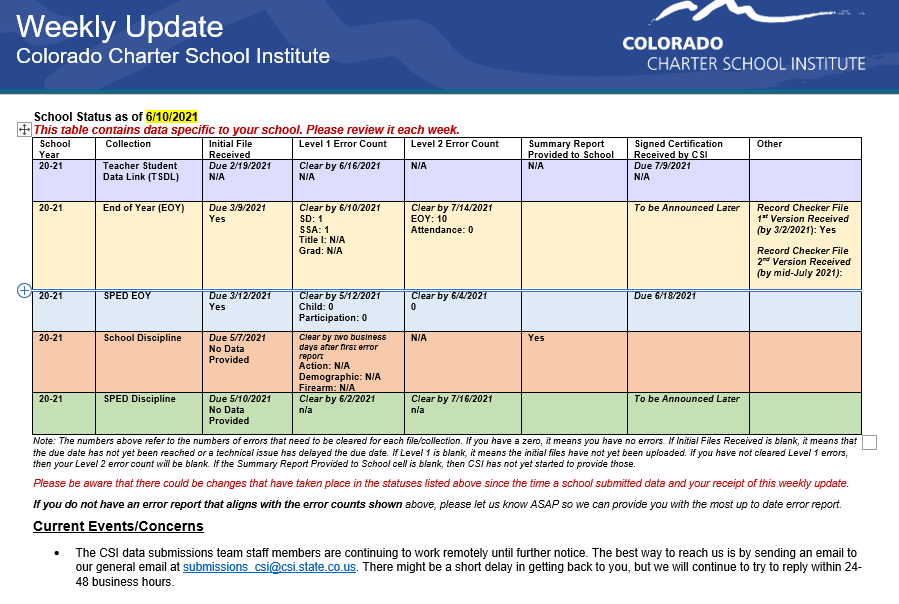 Weekly Update
Colorado Charter School Institute
COLORADO
CHARTER SCHOOL INSTITUTE
School Status as of 6/10/2021
This table contains data specific to your school. Please review it each week.
School Year
Collection
Initial File Received
Level 1 Error Count
Level 2 Error Count
Summary Report Provided to School
Signed Certification Received by CSI
Other
20-21
Teacher Student Data Link (TSDL)
Due 2/19/2021
N/A
Clear by 6/16/2021
N/A
N/A
N/A
Due 7/9/2021
N/A
20-21
End of Year (EOY)
Due 3/9/2021
Yes
Clear by 6/10/2021
SD: 1
SSA: 1
Title I: N/A
Grad: N/A
Clear by 7/14/2021
EOY: 10
Attendance: 0
To be Announced Later
Record Checker File
1st Version Received
(by 3/2/2021): Yes
Record Checker File
2nd Version Received
(by mid-July 2021):
20-21
SPED EOY
Due 3/12/2021
Yes
Clear by 5/12/2021
Child: 0
Participation: 0
Clear by 6/4/2021
0
Due 6/18/2021
20-21
School Discipline
Due 5/7/2021
No Data
Provided
Clear by two business
days after first error
report
Action: N/A
Demographic: N/A
Firearm: N/A
N/A
Yes
20-21
SPED Discipline
Due 5/10/2021
No Data
Provided
Clear by 6/2/2021
n/a
Clear by 7/16/2021
n/a
To be Announced Later
Note: The numbers above refer to the numbers of errors that need to be cleared for each file/collection. If you have a zero, it means you have no errors. If Initial Files Received is blank, it means that
the due date has not yet been reached or a technical issue has delayed the due date. If Level 1 is blank, it means the initial files have not yet been uploaded. If you have not cleared Level 1 errors,
then your Level 2 error count will be blank. If the Summary Report Provided to School cell is blank, then CSI has not yet started to provide those.
Please be aware that there could be changes that have taken place in the statuses listed above since the time a school submitted data and your receipt of this weekly update.
If you do not have an error report that aligns with the error counts shown above, please let us know ASAP so we can provide you with the most up to date error report.
Current Events/Concerns
• The CSI data submissions team staff members are continuing to work remotely until further notice. The best way to reach us is by sending an email to
our general email at submissions_csi@csi.state.co.us. There might be a short delay in getting back to you, but we will continue to try to reply within 24-
48 business hours.